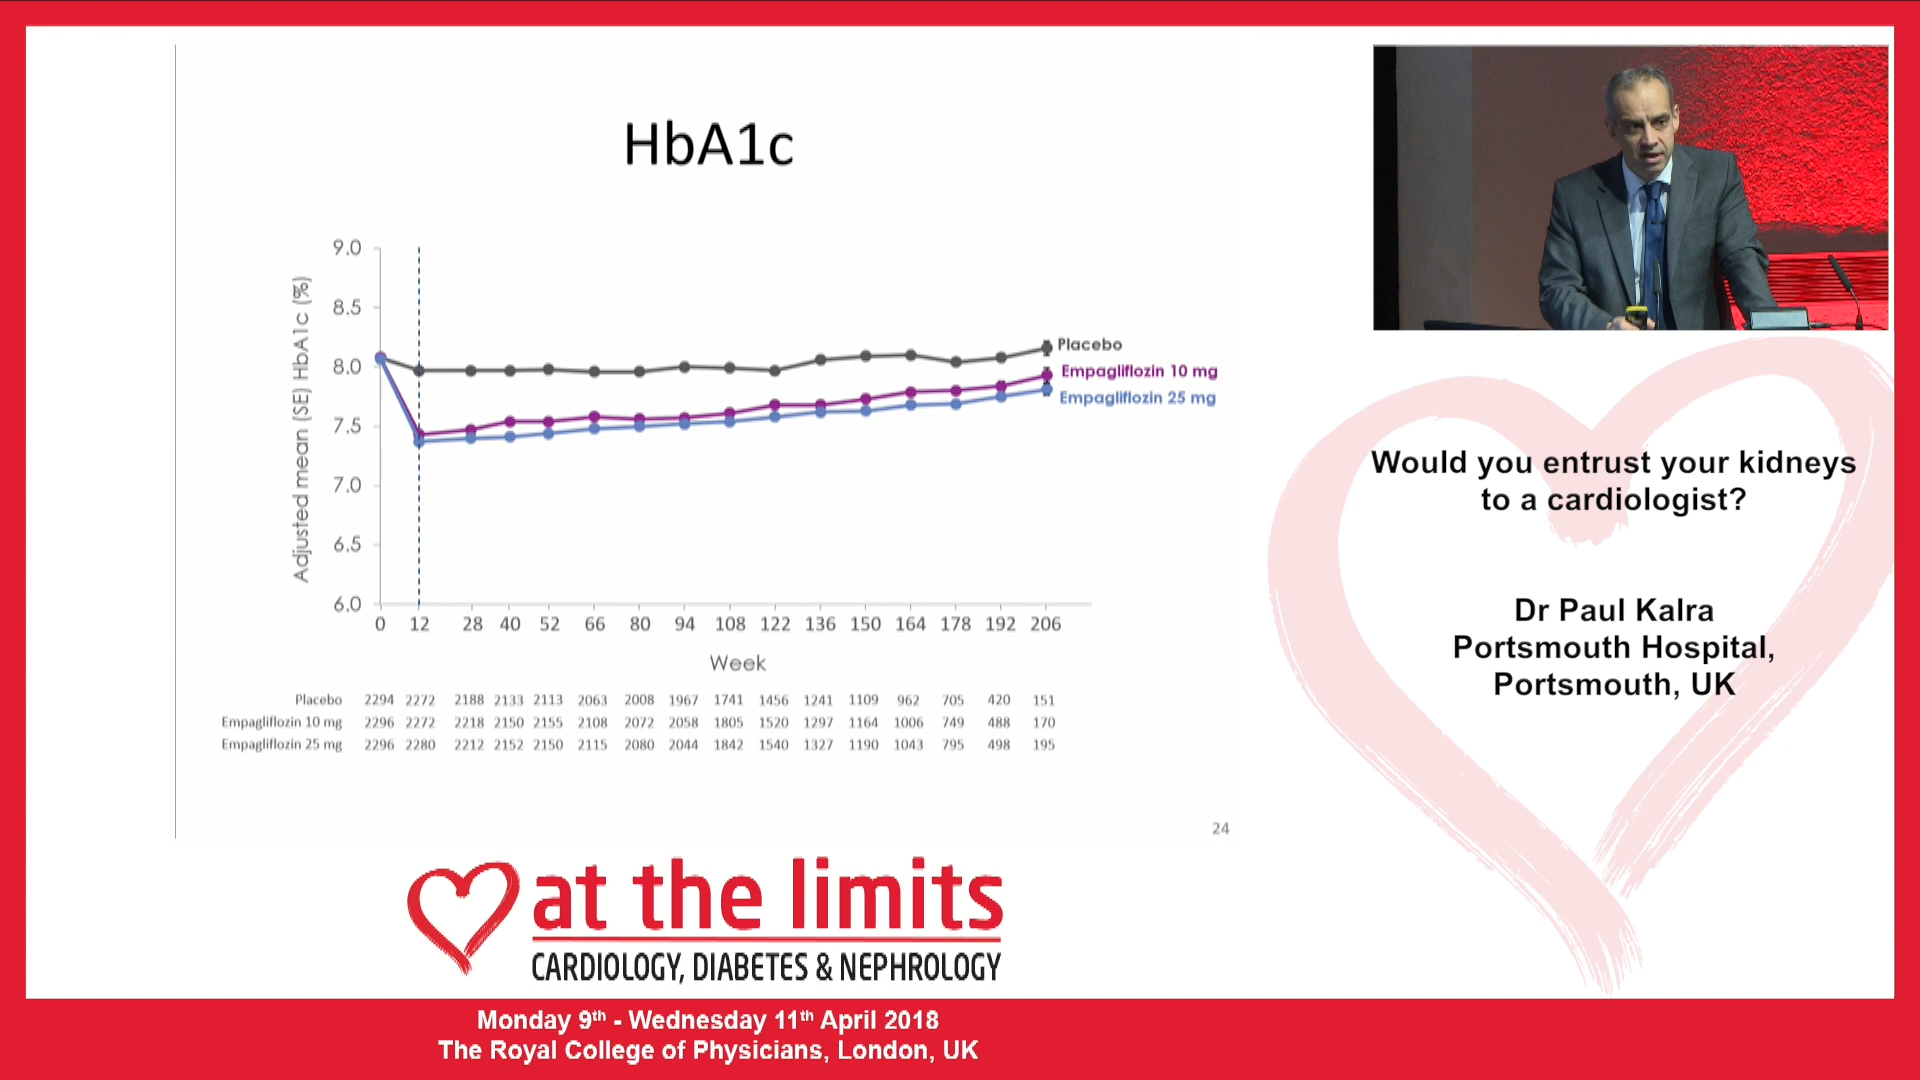 HbA1c
Adjusted mean (SE) HbA1c (%)
9.0
8.5
8.0
7.5
7.0
6.5
6.0
Placebo
Empagliflozin 10 mg
Empagliflozin 25 mg
0 12 28 40 52 66 80 94 108 122 136 150 164 178 192 206
Week
Placebo 2294 2272 2188 2133 2113 2063 2008 1967 1741 1456 1241 1109 962 705 420 151
Empagliflozin 10 mg 2296 2272 2218 2150 2155 2108 2072 2058 1805 1520 1297 1164 1006 749 488 170
Empagliflozin 25 mg 2296 2280 2212 2152 2150 2115 2080 2044 1842 1540 1327 1190 1043 795 498 195
24
Would you entrust your kidneys
to a cardiologist?
Dr Paul Kalra
Portsmouth Hospital,
Portsmouth, UK
at the limits
CARDIOLOGY, DIABETES & NEPHROLOGY
Monday 9th - Wednesday 11th April 2018
The Royal College of Physicians, London, UK